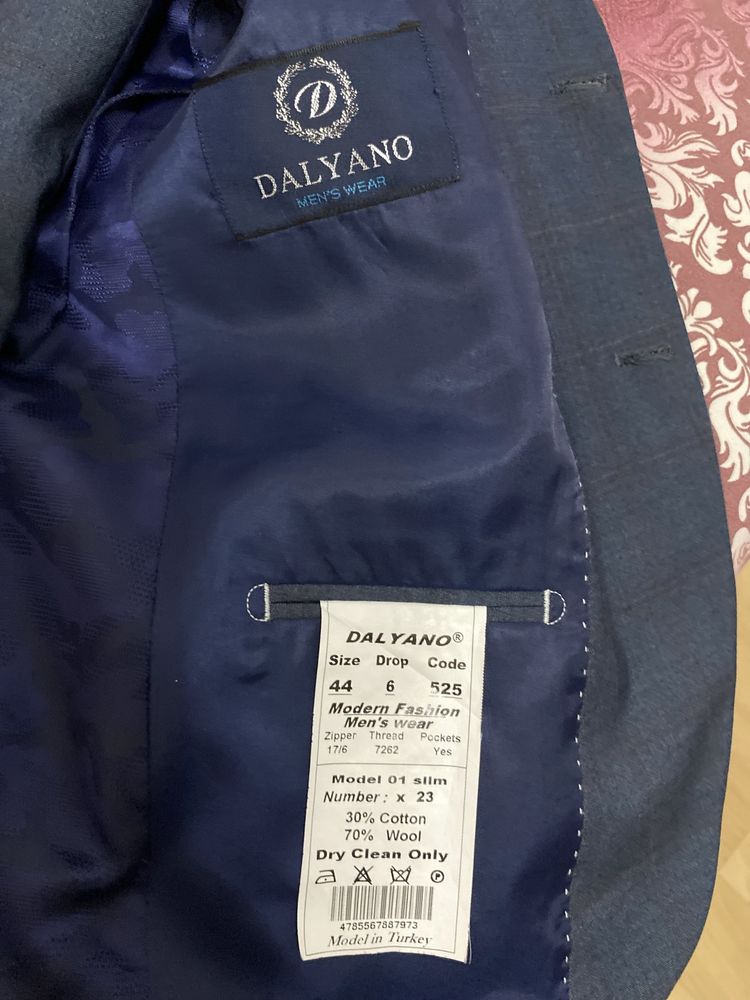 D
DALYANO
MEN'S WEAR
DALYANO®
Size Drop Code
44 6 525
Modern Fashion
Men's wear
Zipper Thread Pockets
17/6 7262 Yes
Model 01 slim
Number : x 23
30% Cotton
70% Wool
Dry Clean Only
P
4785567887973
Model in Turkey